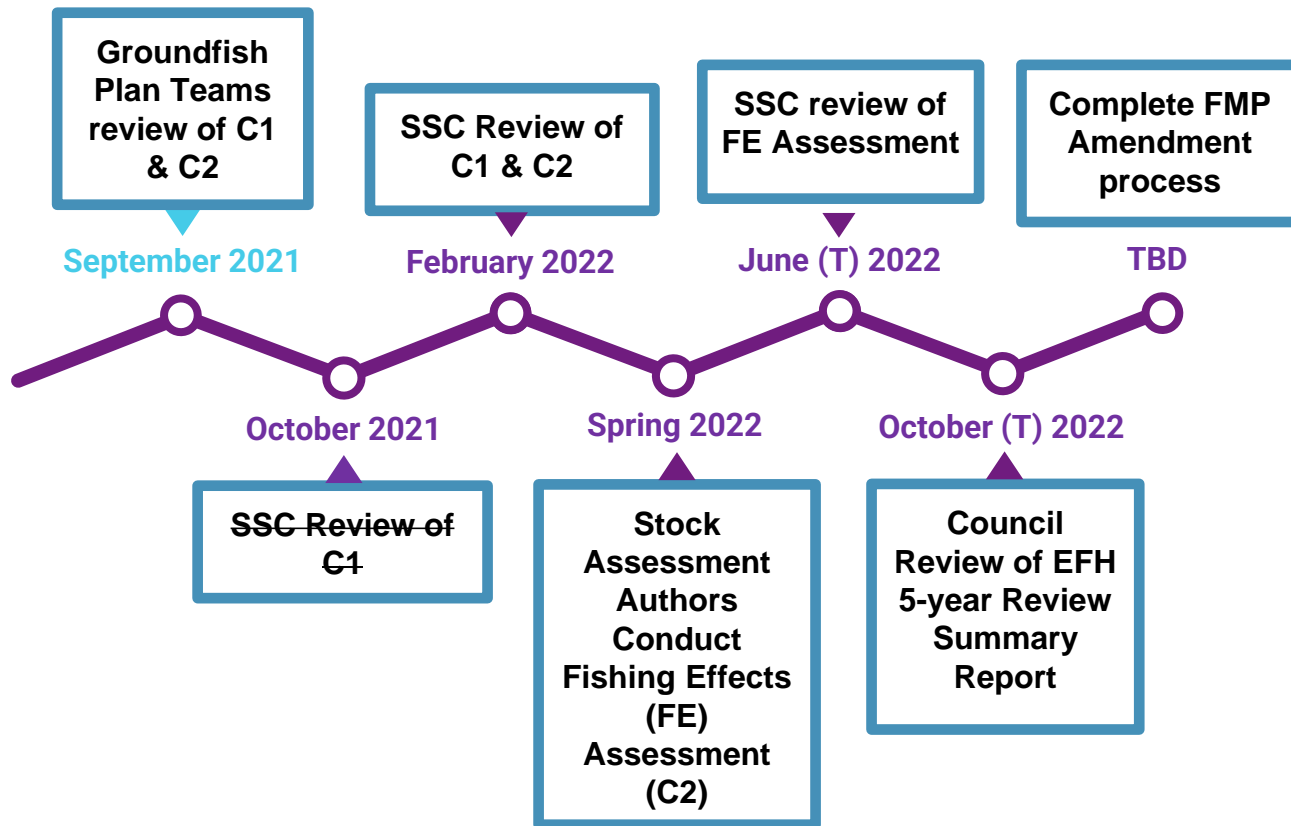 Groundfish
Plan Teams
review of C1
& C2
SSC Review of
C1 & C2
SSC review of
FE Assessment
Complete FMP
Amendment
process
September 2021
February 2022
June (T) 2022
TBD
October 2021
Spring 2022
October (T) 2022
SSC Review of
C1
Stock
Assessment
Authors
Conduct
Fishing Effects
(FE)
Assessment
(C2)
Council
Review of EFH
5-year Review
Summary
Report